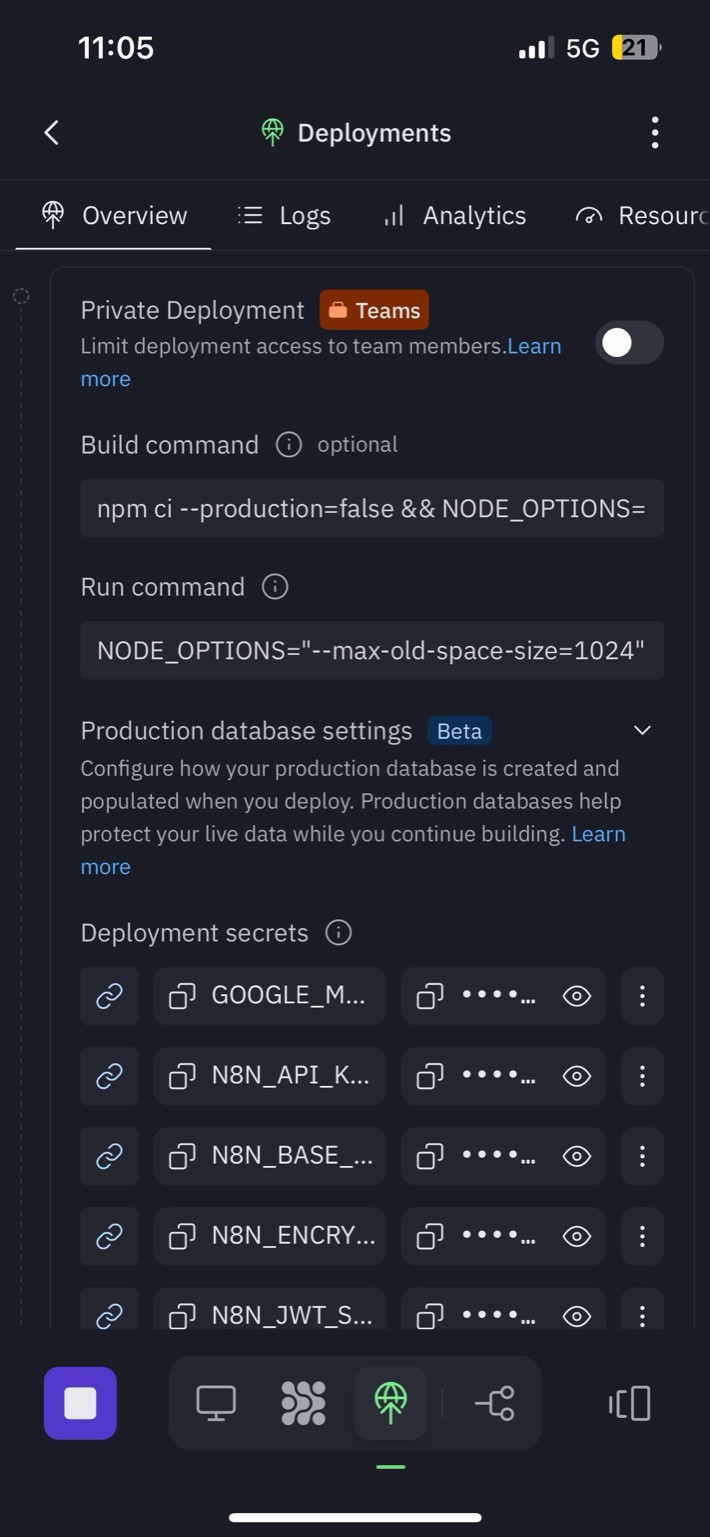 11:05
5G 21
Deployments
Overview Logs Analytics Resourc
Private Deployment Teams
Limit deployment access to team members.Learn
more
Build command optional
npm ci --production=false && NODE_OPTIONS=
Run command
NODE_OPTIONS="--max-old-space-size=1024"
Production database settings Beta
Configure how your production database is created and
populated when you deploy. Production databases help
protect your live data while you continue building. Learn
more
Deployment secrets
GOOGLE_M... ••••...
N8N_API_K... ••••...
N8N_BASE_... ••••...
N8N_ENCRY... ••••...
N8N_JWT_S... ••••...